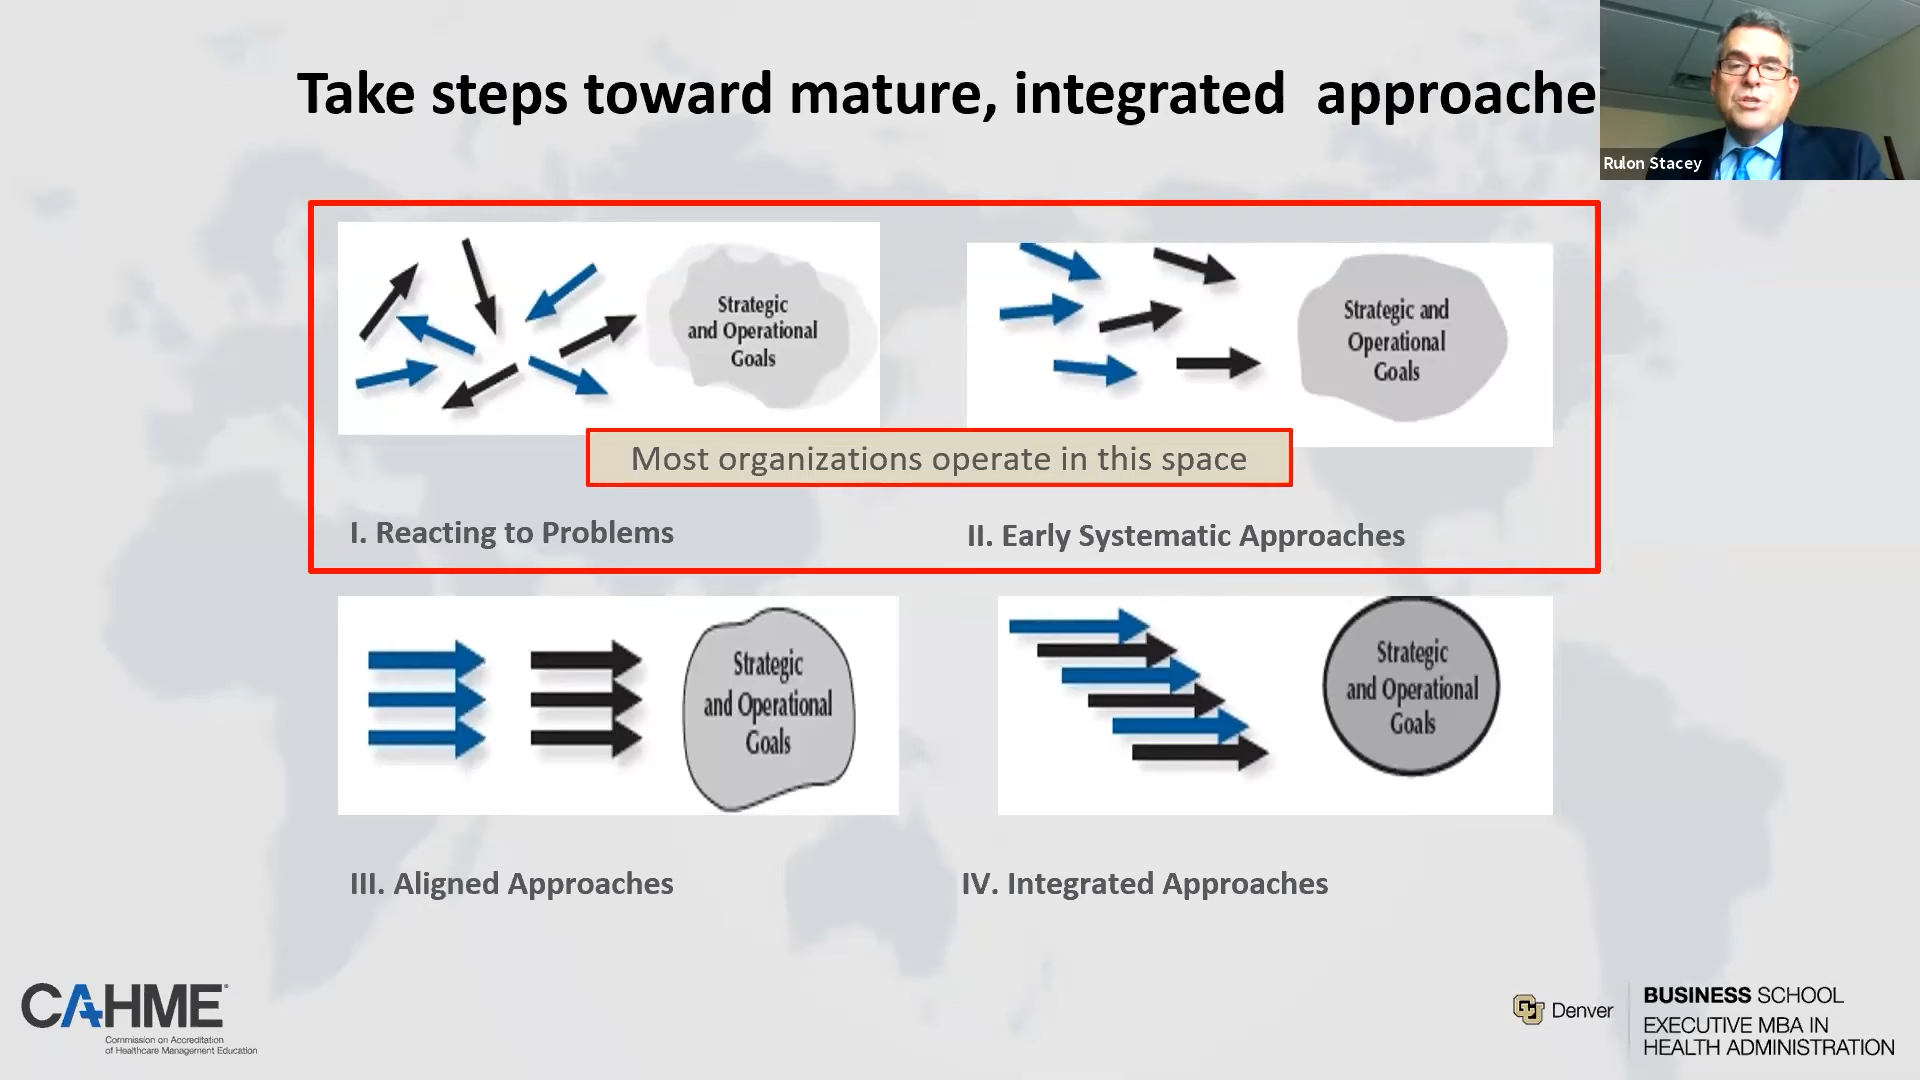 Take steps toward mature, integrated approache
Rulon Stacey
Strategic
and Operational
Goals
Strategic and
Operational
Goals
Most organizations operate in this space
I. Reacting to Problems
II. Early Systematic Approaches
Strategic
and Operational
Goals
Strategic
and Operational
Goals
III. Aligned Approaches
IV. Integrated Approaches
CAHME®
Commission on Accreditation
of Healthcare Management Education
CU Denver
BUSINESS SCHOOL
EXECUTIVE MBA IN
HEALTH ADMINISTRATION